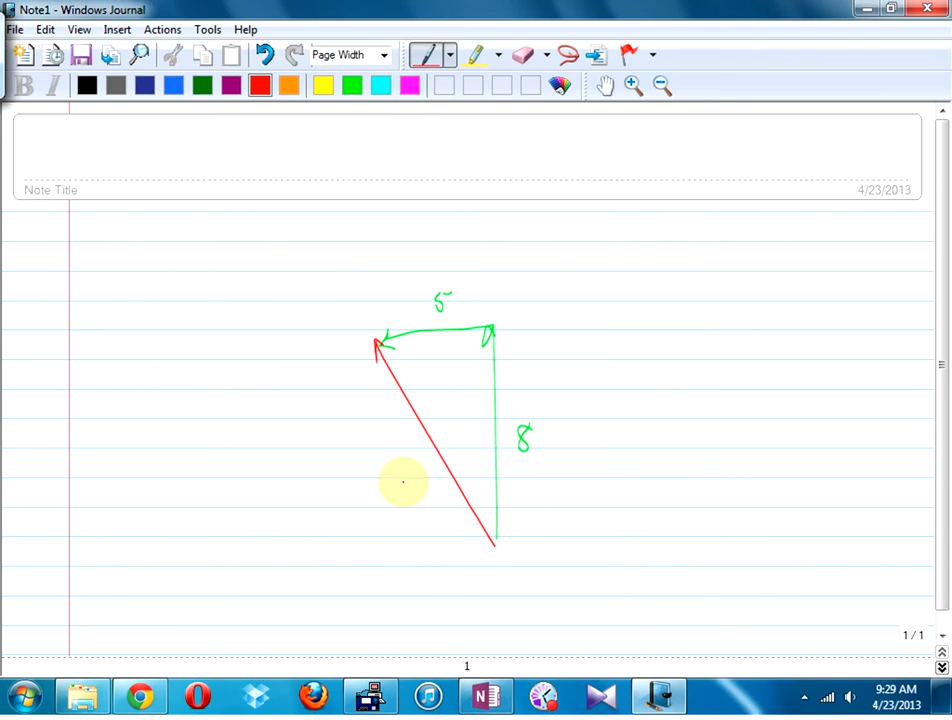 Note1 - Windows Journal
File Edit View Insert Actions Tools Help
Page Width
B I
Note Title
4/23/2013
5
8
1 / 1
1
N
9:29 AM
4/23/2013